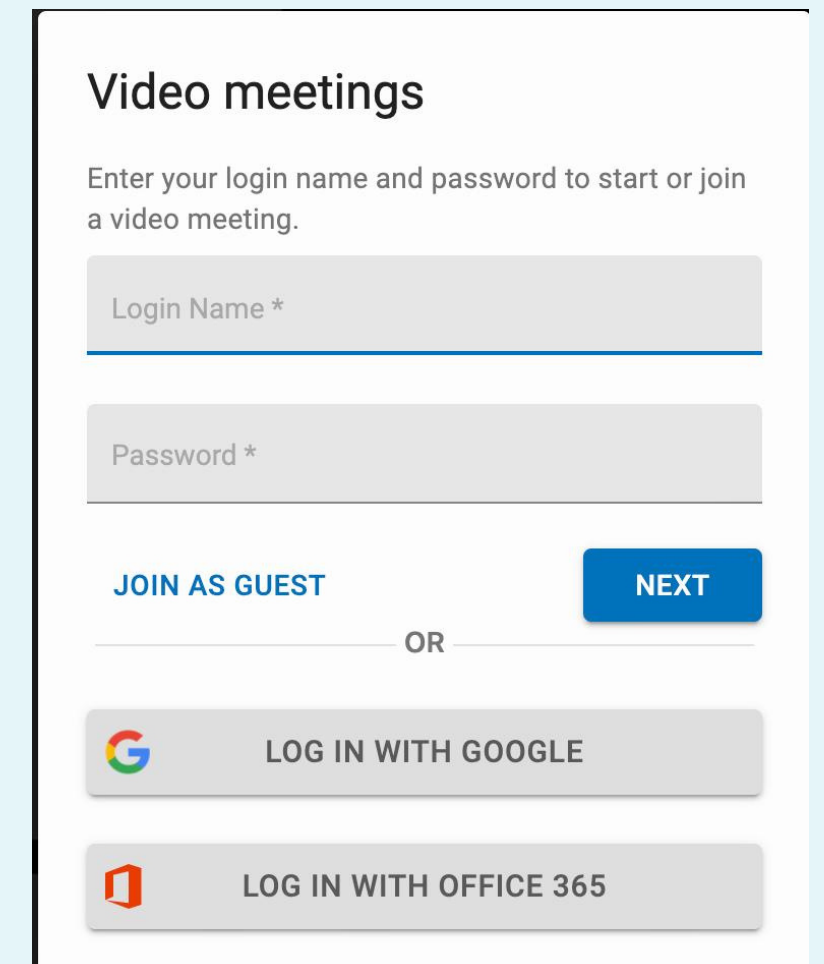 Video meetings
Enter your login name and password to start or join
a video meeting.
Login Name *
Password *
JOIN AS GUEST
NEXT
OR
LOG IN WITH GOOGLE
LOG IN WITH OFFICE 365